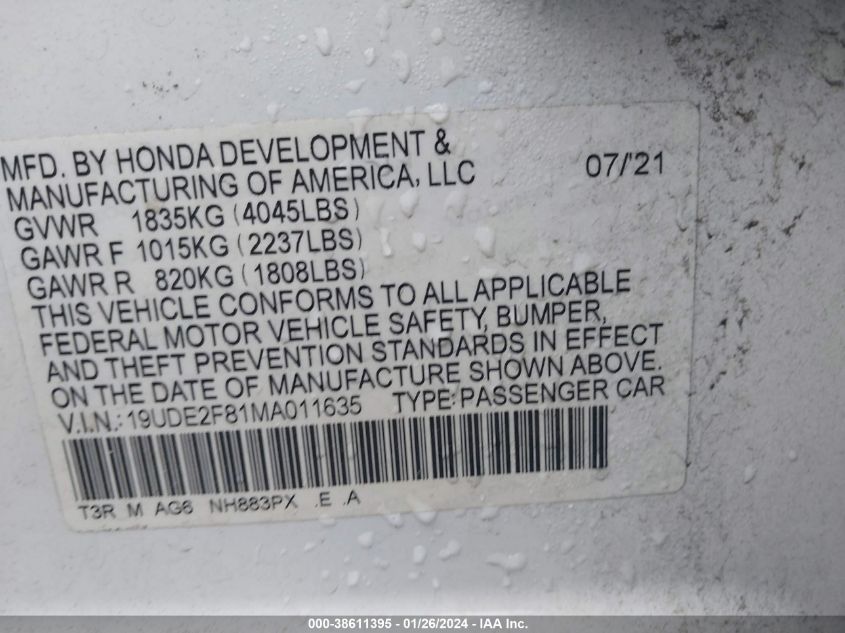 MFD. BY HONDA DEVELOPMENT & 07/'21
MANUFACTURING OF AMERICA, LLC
GVWR 1835KG (4045LBS)
GAWR F 1015KG (2237LBS)
GAWR R 820KG (1808LBS)
THIS VEHICLE CONFORMS TO ALL APPLICABLE
FEDERAL MOTOR VEHICLE SAFETY, BUMPER,
AND THEFT PREVENTION STANDARDS IN EFFECT
ON THE DATE OF MANUFACTURE SHOWN ABOVE.
V.I.N.: 19UDE2F81MA011635 TYPE: PASSENGER CAR
T3R M AG6 NH883PX .E .A
000-38611395 - 01/26/2024 - IAA Inc.